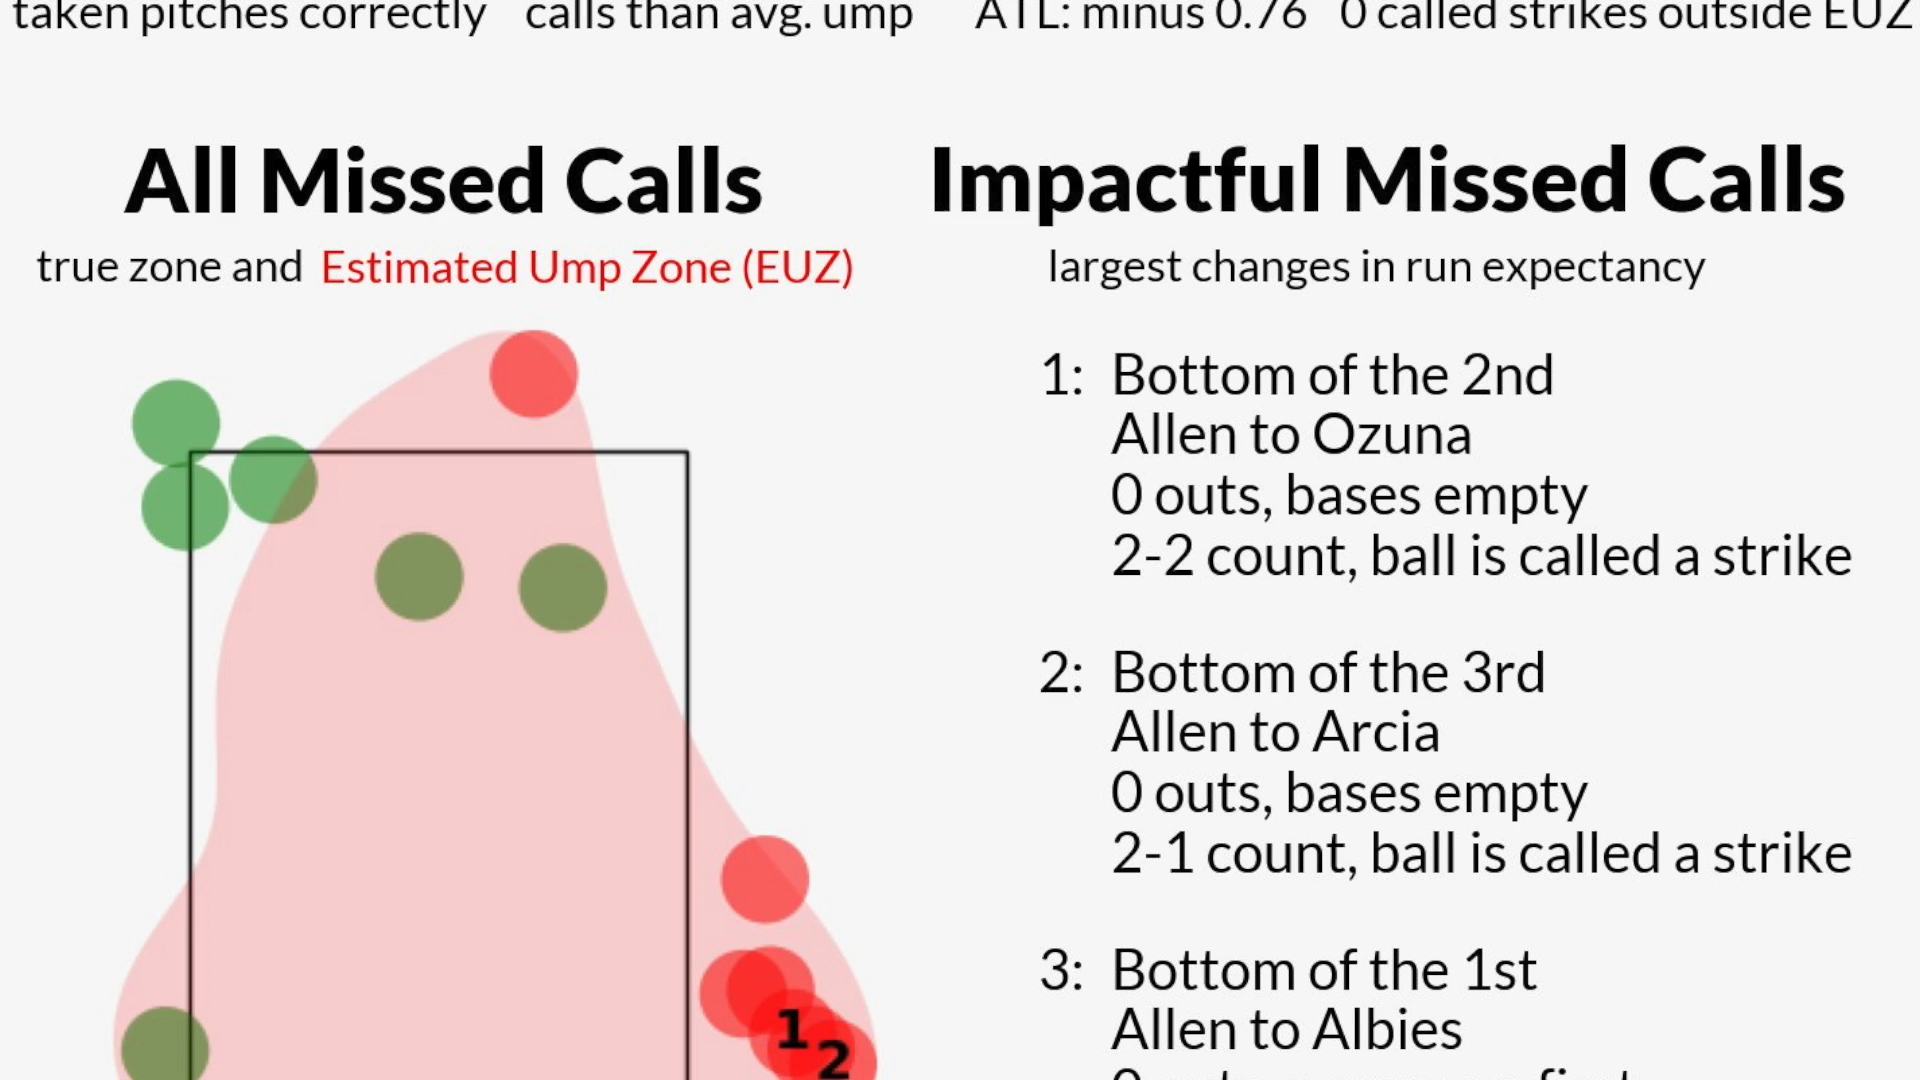 taken pitches correctly calls than avg. ump ATL: minus 0.76 0 called strikes outside EUZ
All Missed Calls
true zone and Estimated Ump Zone (EUZ)
1
2
Impactful Missed Calls
largest changes in run expectancy
1: Bottom of the 2nd
Allen to Ozuna
0 outs, bases empty
2-2 count, ball is called a strike
2: Bottom of the 3rd
Allen to Arcia
0 outs, bases empty
2-1 count, ball is called a strike
3: Bottom of the 1st
Allen to Albies